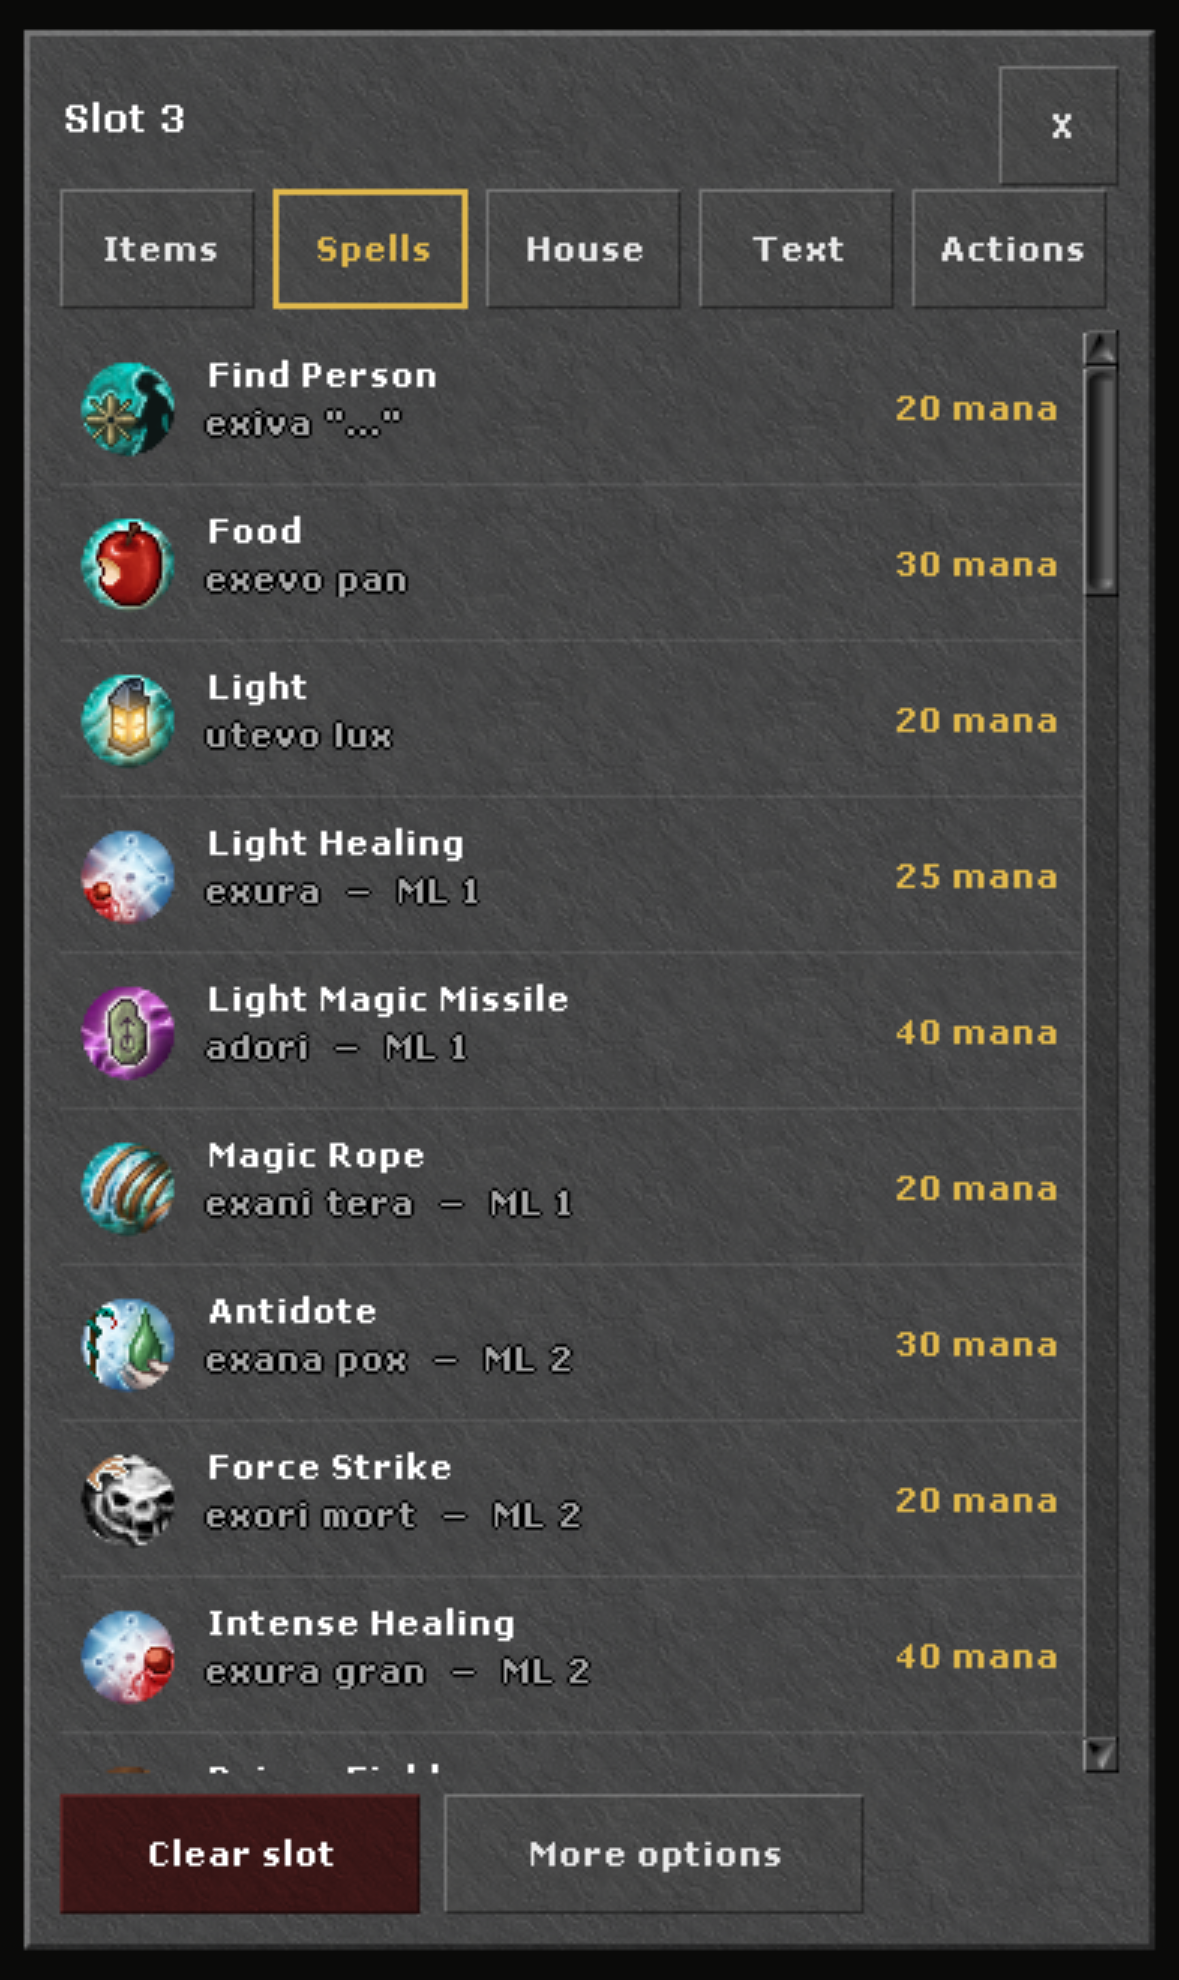 Slot 3
x
Items
Spells
House
Text
Actions
Find Person
exiva "..."
20 mana
Food
exevo pan
30 mana
Light
utevo lux
20 mana
Light Healing
exura – ML 1
25 mana
Light Magic Missile
adori – ML 1
40 mana
Magic Rope
exani tera – ML 1
20 mana
Antidote
exana pox – ML 2
30 mana
Force Strike
exori mort – ML 2
20 mana
Intense Healing
exura gran – ML 2
40 mana
Clear slot
More options